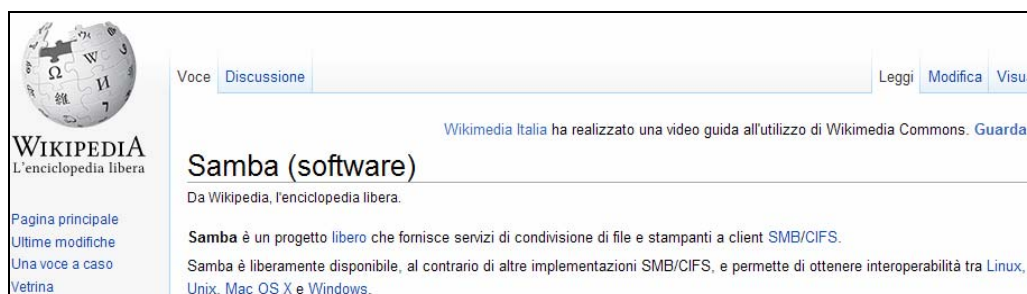 Voce Discussione Leggi Modifica
Wikimedia Italia ha realizzato una video guida all'utilizzo di Wikimedia Commons. Guarda
WIKIPEDIA
L'enciclopedia libera
Samba (software)
Da Wikipedia, l'enciclopedia libera.
Pagina principale
Ultime modifiche
Una voce a caso
Vetrina
Samba è un progetto libero che fornisce servizi di condivisione di file e stampanti a client SMB/CIFS.
Samba è liberamente disponibile, al contrario di altre implementazioni SMB/CIFS, e permette di ottenere interoperabilità tra Linux,
Unix, Mac OS X e Windows.